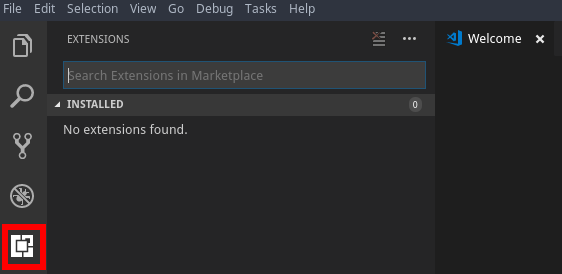 File Edit Selection View Go Debug Tasks Help
EXTENSIONS
Welcome
Search Extensions in Marketplace
INSTALLED 0
No extensions found.